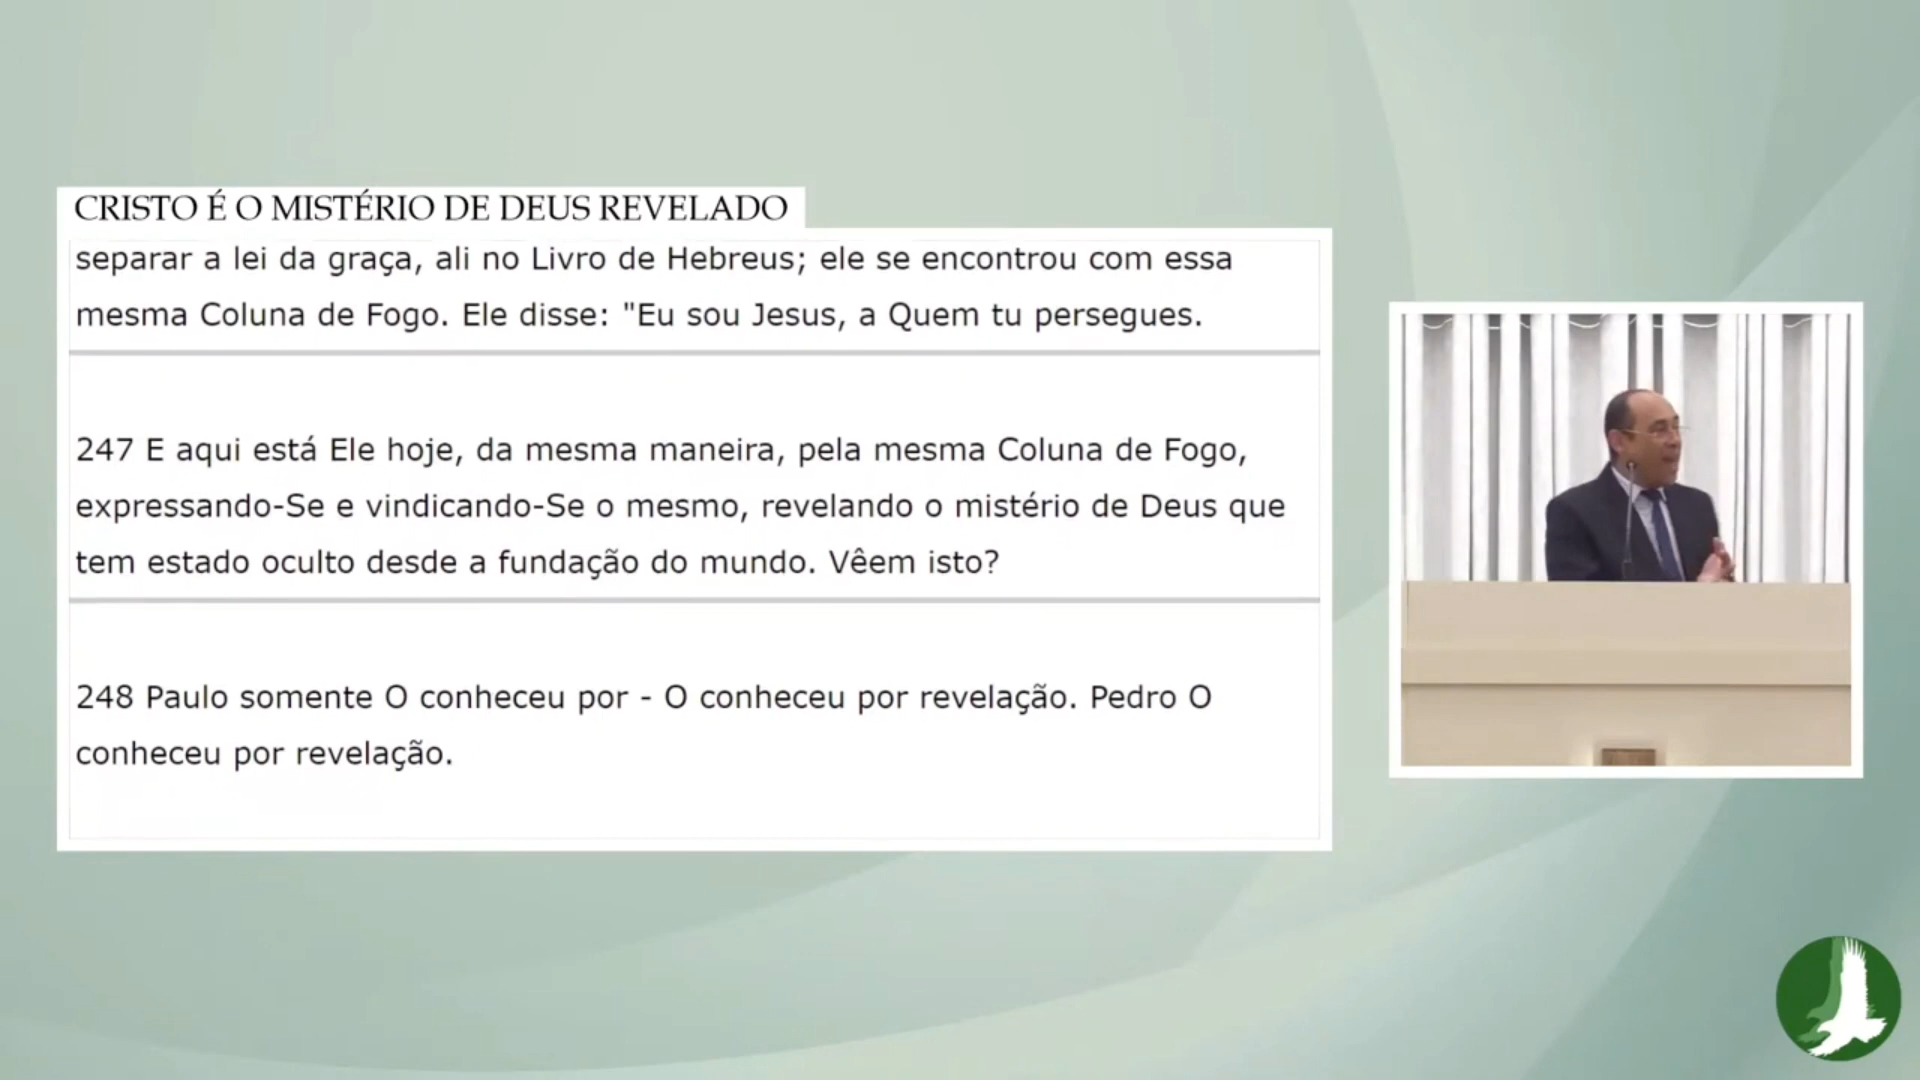 CRISTO É O MISTÉRIO DE DEUS REVELADO
separar a lei da graça, ali no Livro de Hebreus; ele se encontrou com essa
mesma Coluna de Fogo. Ele disse: "Eu sou Jesus, a Quem tu persegues.
247 E aqui está Ele hoje, da mesma maneira, pela mesma Coluna de Fogo,
expressando-Se e vindicando-Se o mesmo, revelando o mistério de Deus que
tem estado oculto desde a fundação do mundo. Vêem isto?
248 Paulo somente O conheceu por - O conheceu por revelação. Pedro O
conheceu por revelação.